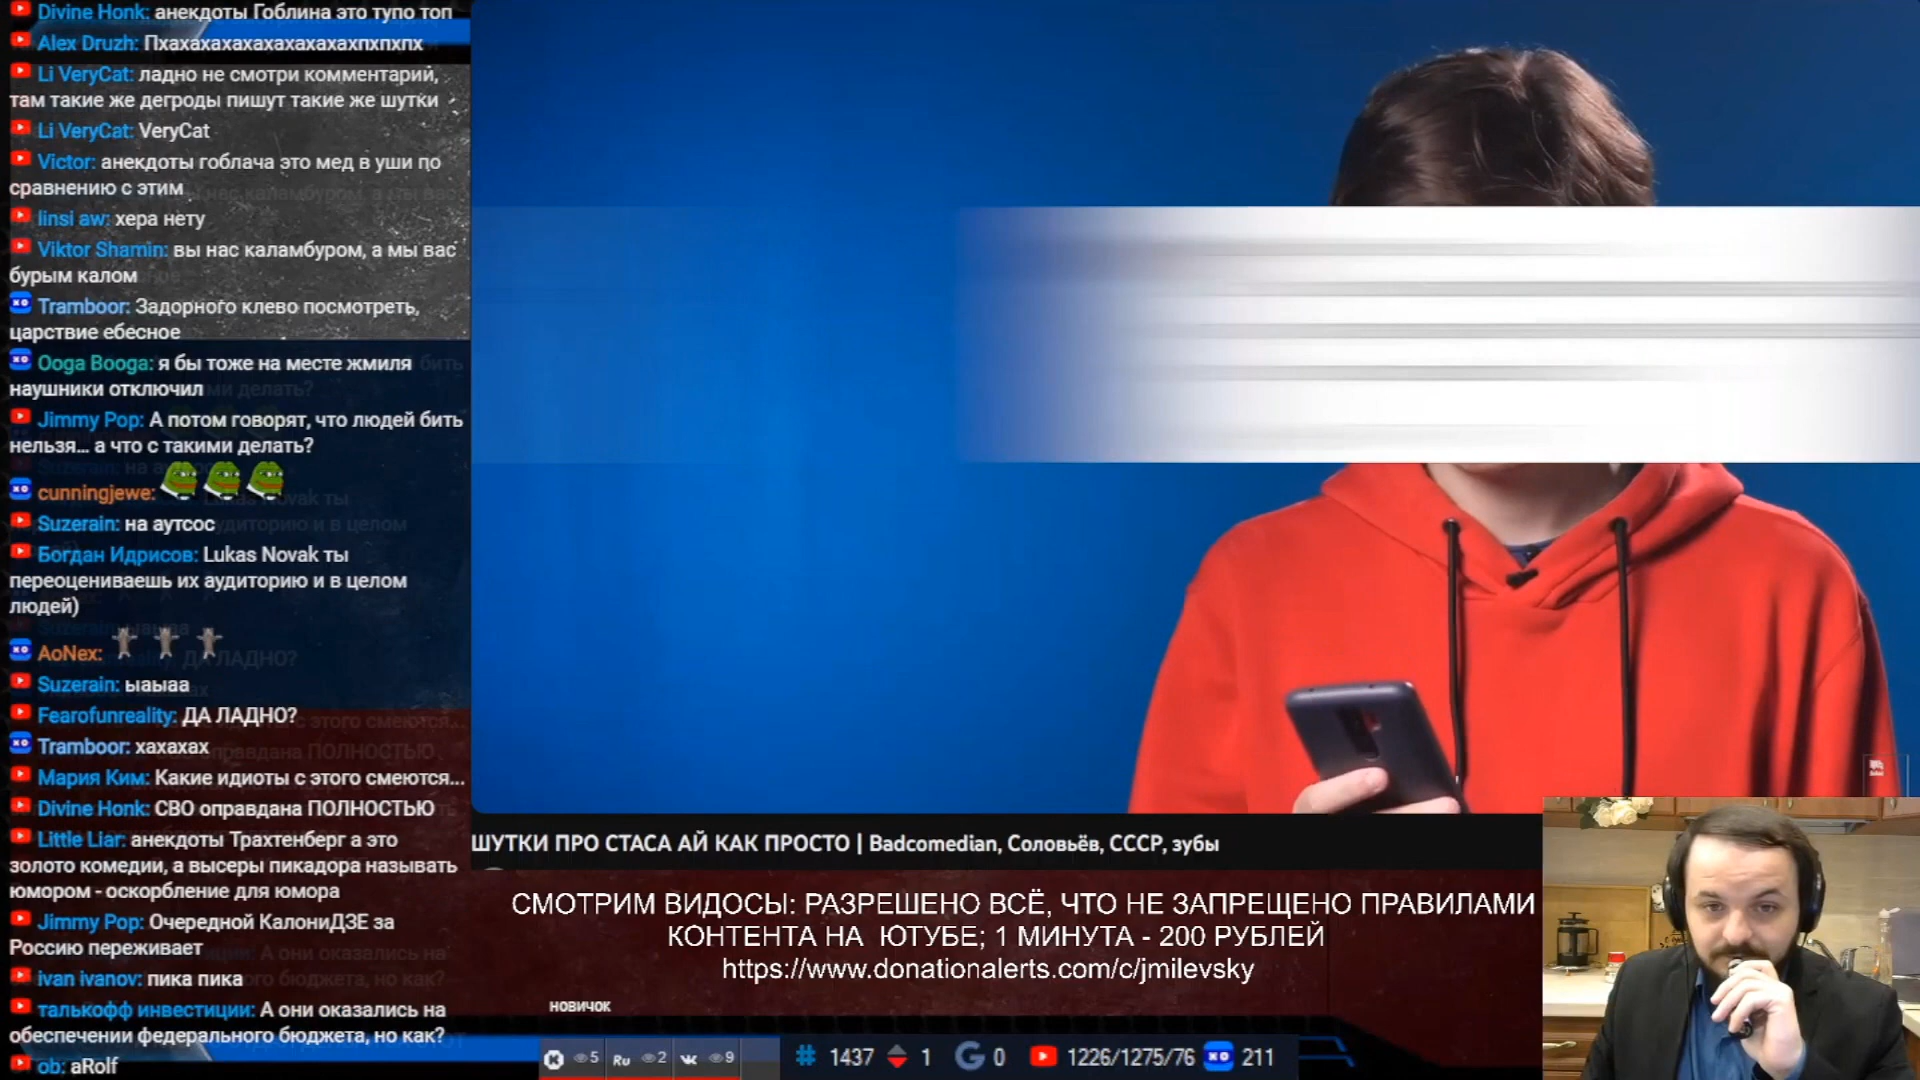 Divine Honk: анекдоты Гоблина это тупо топ
Alex Druzh: Пхахахахахахахахахпхпхпх
Li VeryCat: ладно не смотри комментарий,
там такие же дегроды пишут такие же шутки
Li VeryCat: VeryCat
Victor: анекдоты гоблача это мед в уши по
сравнению с этим
linsi aw: хера нету
Viktor Shamin: вы нас каламбуром, а мы вас
бурым калом
Tramboor: Задорного клево посмотреть,
царствие ебесное
Ooga Booga: я бы тоже на месте жмиля
наушники отключил
Jimmy Pop: А потом говорят, что людей бить
нельзя... а что с такими делать?
cunningjewe:
Suzerain: на аутсос
Богдан Идрисов: Lukas Novak ты
переоцениваешь их аудиторию и в целом
людей)
AoNex:
Suzerain: ыаыаа
Fearofunreality: ДА ЛАДНО?
Tramboor: хахахах
Мария Ким: Какие идиоты с этого смеются...
Divine Honk: СВО оправдана ПОЛНОСТЬЮ
Little Liar: анекдоты Трахтенберг а это
золото комедии, а высеры пикадора называть
юмором - оскорбление для юмора
Jimmy Pop: Очередной КалониДЗЕ за
Россию переживает
ivan ivanov: пика пика
талькофф инвестиции: А они оказались на
обеспечении федерального бюджета, но как?
ob: aRolf
ШУТКИ ПРО СТАСА АЙ КАК ПРОСТО | Badcomedian, Соловьёв, СССР, зубы
СМОТРИМ ВИДОСЫ: РАЗРЕШЕНО ВСЁ, ЧТО НЕ ЗАПРЕЩЕНО ПРАВИЛАМИ
КОНТЕНТА НА ЮТУБЕ; 1 МИНУТА - 200 РУБЛЕЙ
https://www.donationalerts.com/c/jmilevsky
новичок
5 Ru 2 9 # 1437 1 G 0 1226/1275/76 211